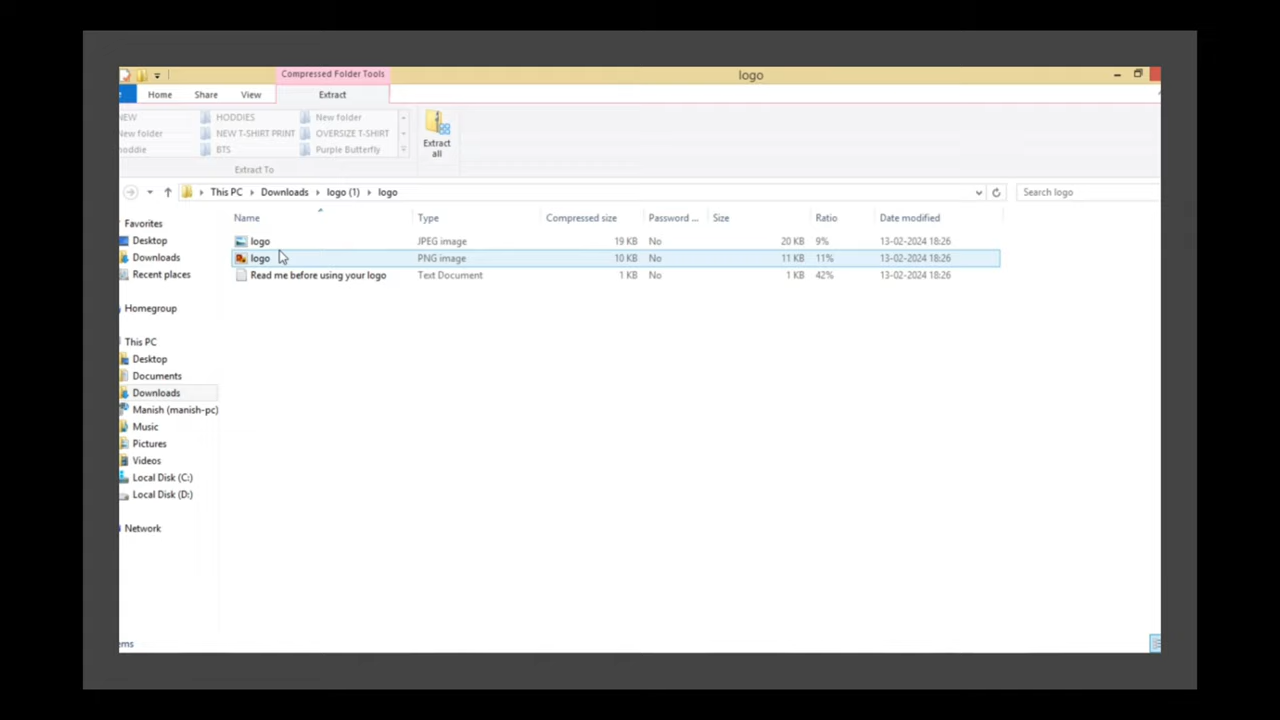 Compressed Folder Tools
logo
Home Share View Extract
NEW HODDIES New folder
New folder NEW T-SHIRT PRINT OVERSIZE T-SHIRT
hoddie BTS Purple Butterfly
Extract all
Extract To
This PC Downloads logo (1) logo
Search logo
Name Type Compressed size Password ... Size Ratio Date modified
logo JPEG image 19 KB No 20 KB 9% 13-02-2024 18:26
logo PNG image 10 KB No 11 KB 11% 13-02-2024 18:26
Read me before using your logo Text Document 1 KB No 1 KB 42% 13-02-2024 18:26
Favorites
Desktop
Downloads
Recent places
Homegroup
This PC
Desktop
Documents
Downloads
Manish (manish-pc)
Music
Pictures
Videos
Local Disk (C:)
Local Disk (D:)
Network
ems